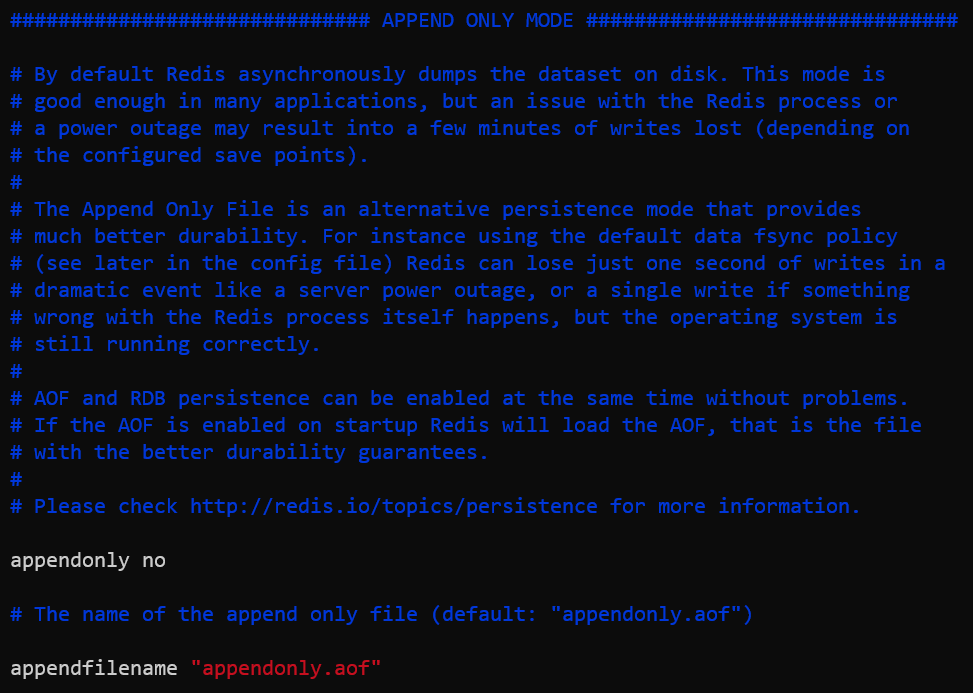 ############################## APPEND ONLY MODE ###############################
# By default Redis asynchronously dumps the dataset on disk. This mode is
# good enough in many applications, but an issue with the Redis process or
# a power outage may result into a few minutes of writes lost (depending on
# the configured save points).
#
# The Append Only File is an alternative persistence mode that provides
# much better durability. For instance using the default data fsync policy
# (see later in the config file) Redis can lose just one second of writes in a
# dramatic event like a server power outage, or a single write if something
# wrong with the Redis process itself happens, but the operating system is
# still running correctly.
#
# AOF and RDB persistence can be enabled at the same time without problems.
# If the AOF is enabled on startup Redis will load the AOF, that is the file
# with the better durability guarantees.
#
# Please check http://redis.io/topics/persistence for more information.
appendonly no
# The name of the append only file (default: "appendonly.aof")
appendfilename "appendonly.aof"